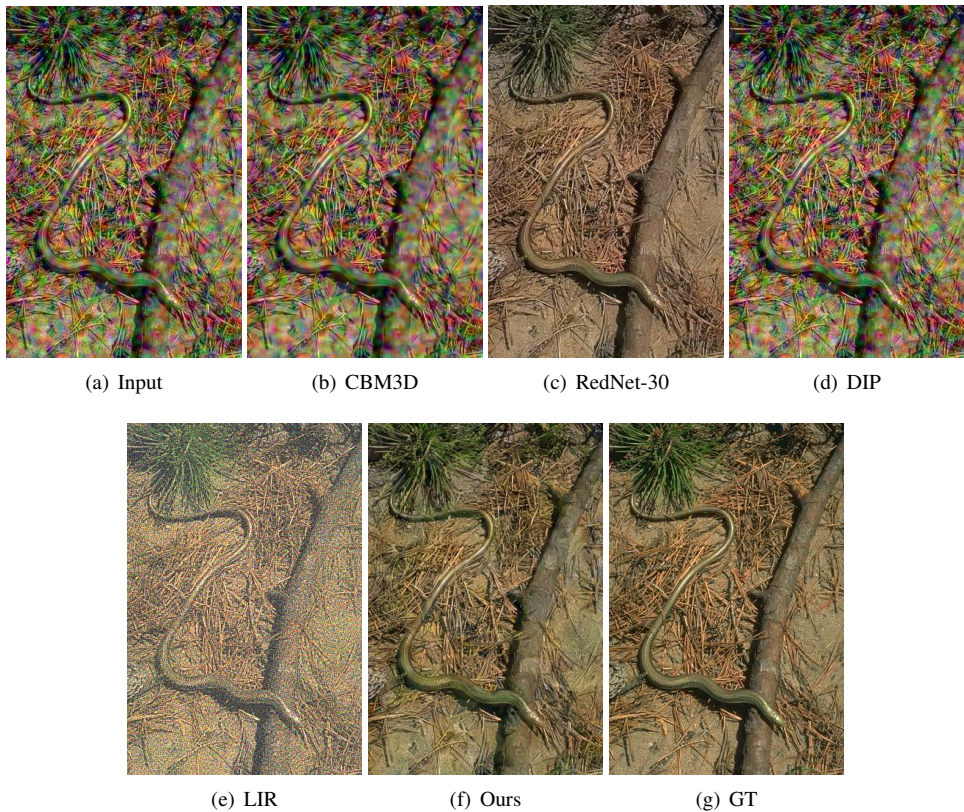 (a) Input
(b) CBM3D
(c) RedNet-30
(d) DIP
(e) LIR
(f) Ours
(g) GT